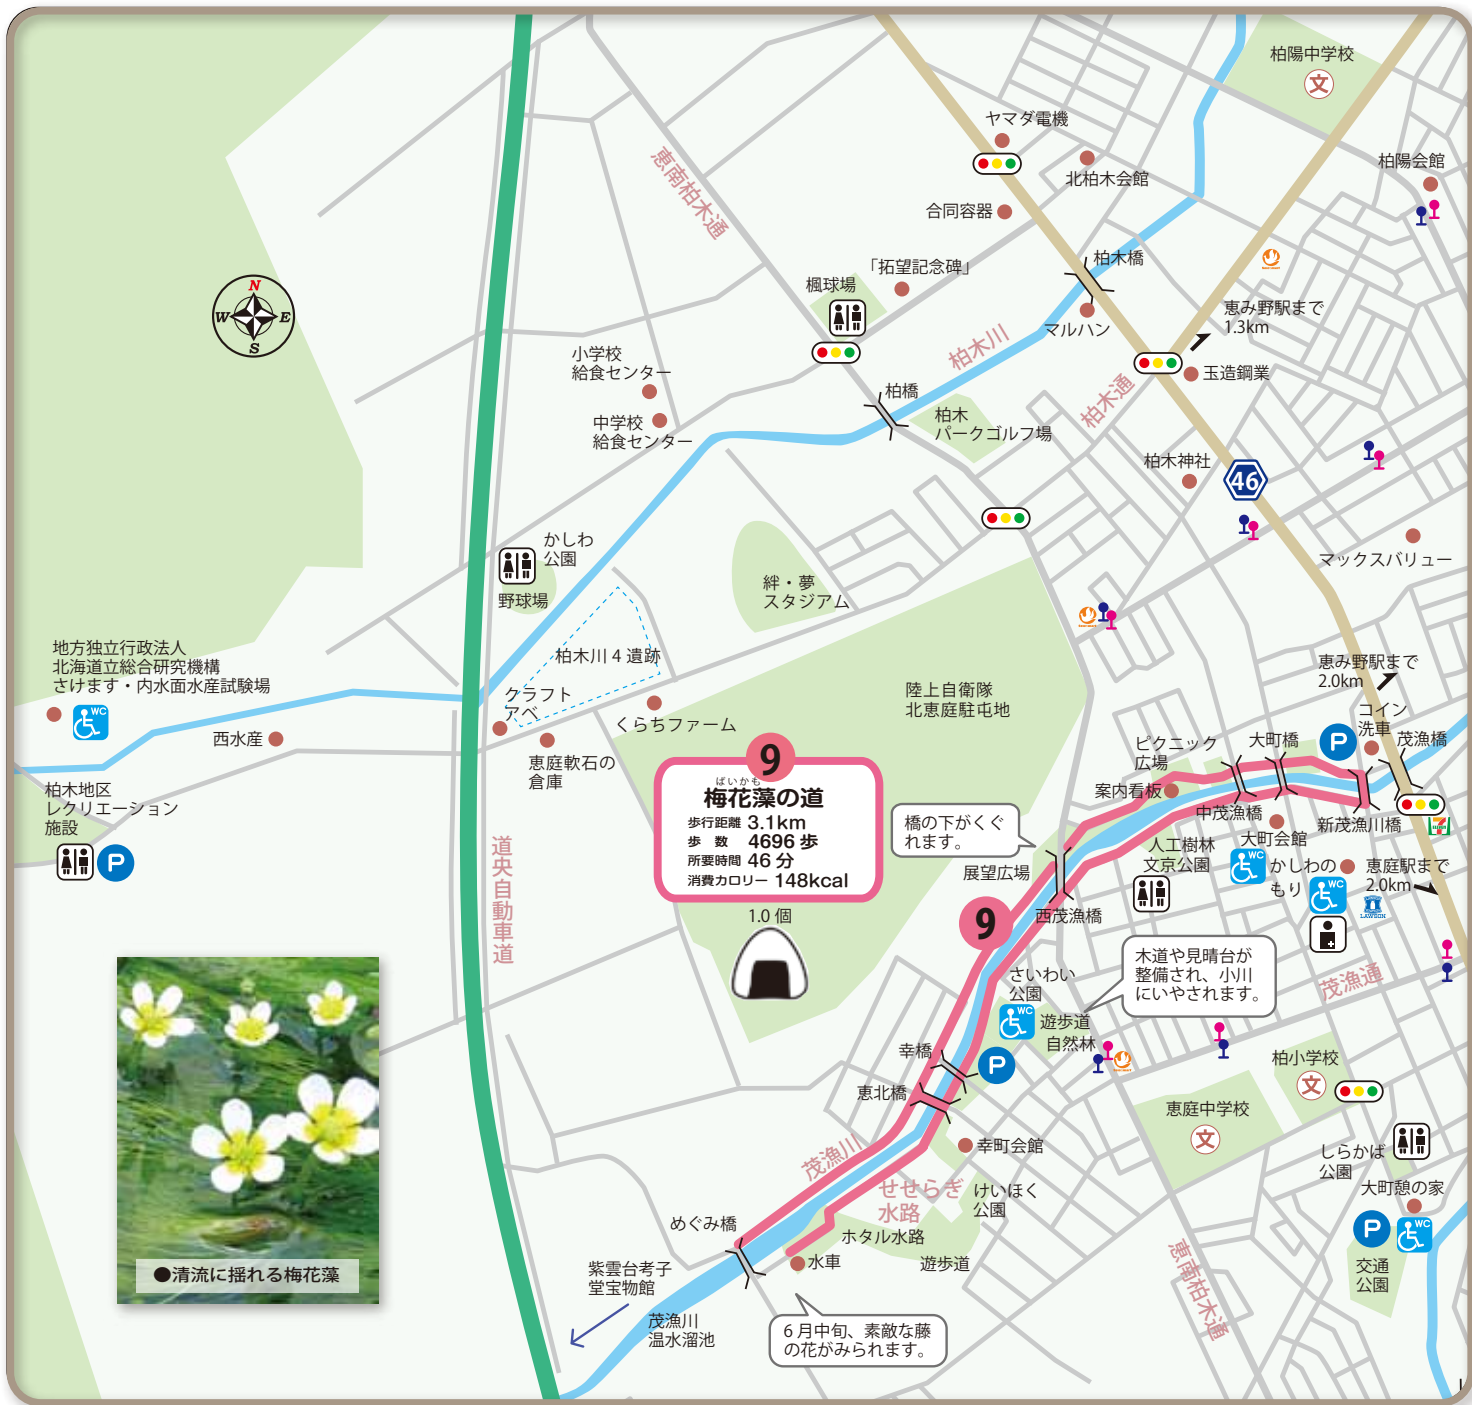 柏陽中学校
文
ヤマダ電機
北柏木会館
柏陽会館
恵南柏木通
合同容器
柏木橋
「拓望記念碑」
楓球場
N
W E
S
恵み野駅まで
1.3km
マルハン
柏木川
小学校
給食センター
玉造鋼業
柏橋
柏木通
中学校
給食センター
柏木
パークゴルフ場
柏木神社
46
マックスバリュー
かしわ
公園
野球場
絆・夢
スタジアム
地方独立行政法人
北海道立総合研究機構
さけます・内水面水産試験場
WC
柏木川4遺跡
恵み野駅まで
2.0km
陸上自衛隊
北恵庭駐屯地
クラフト
アベ
くらちファーム
コイン
洗車
西水産
恵庭軟石の
倉庫
ピクニック
広場
大町橋
P
茂漁橋
柏木地区
レクリエーション
施設
P
9
ばいかも
梅花藻の道
歩行距離 3.1km
歩 数 4696 歩
所要時間 46 分
消費カロリー 148kcal
1.0 個
案内看板
中茂漁橋
新茂漁川橋
橋の下がくぐ
れます。
人工樹林
文京公園
大町会館
WC
かしわの
もり
WC
恵庭駅まで
2.0km
LAWSON
道央自動車道
展望広場
西茂漁橋
9
木道や見晴台が
整備され、小川
にいやされます。
茂漁通
さいわい
公園
WC
遊歩道
自然林
幸橋
P
柏小学校
文
恵北橋
恵庭中学校
文
幸町会館
茂漁川
しらかば
公園
せせらぎ
水路
けいほく
公園
大町憩の家
めぐみ橋
ホタル水路
P
WC
水車
遊歩道
恵南柏木通
交通
公園
紫雲台考子
堂宝物館
●清流に揺れる梅花藻
茂漁川
温水溜池
6月中旬、素敵な藤
の花がみられます。